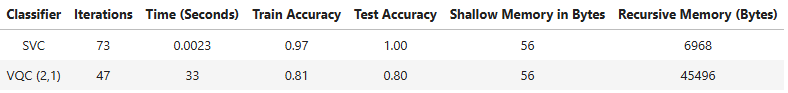 Classifier Iterations Time (Seconds) Train Accuracy Test Accuracy Shallow Memory in Bytes Recursive Memory (Bytes)
SVC 73 0.0023 0.97 1.00 56 6968
VQC (2,1) 47 33 0.81 0.80 56 45496